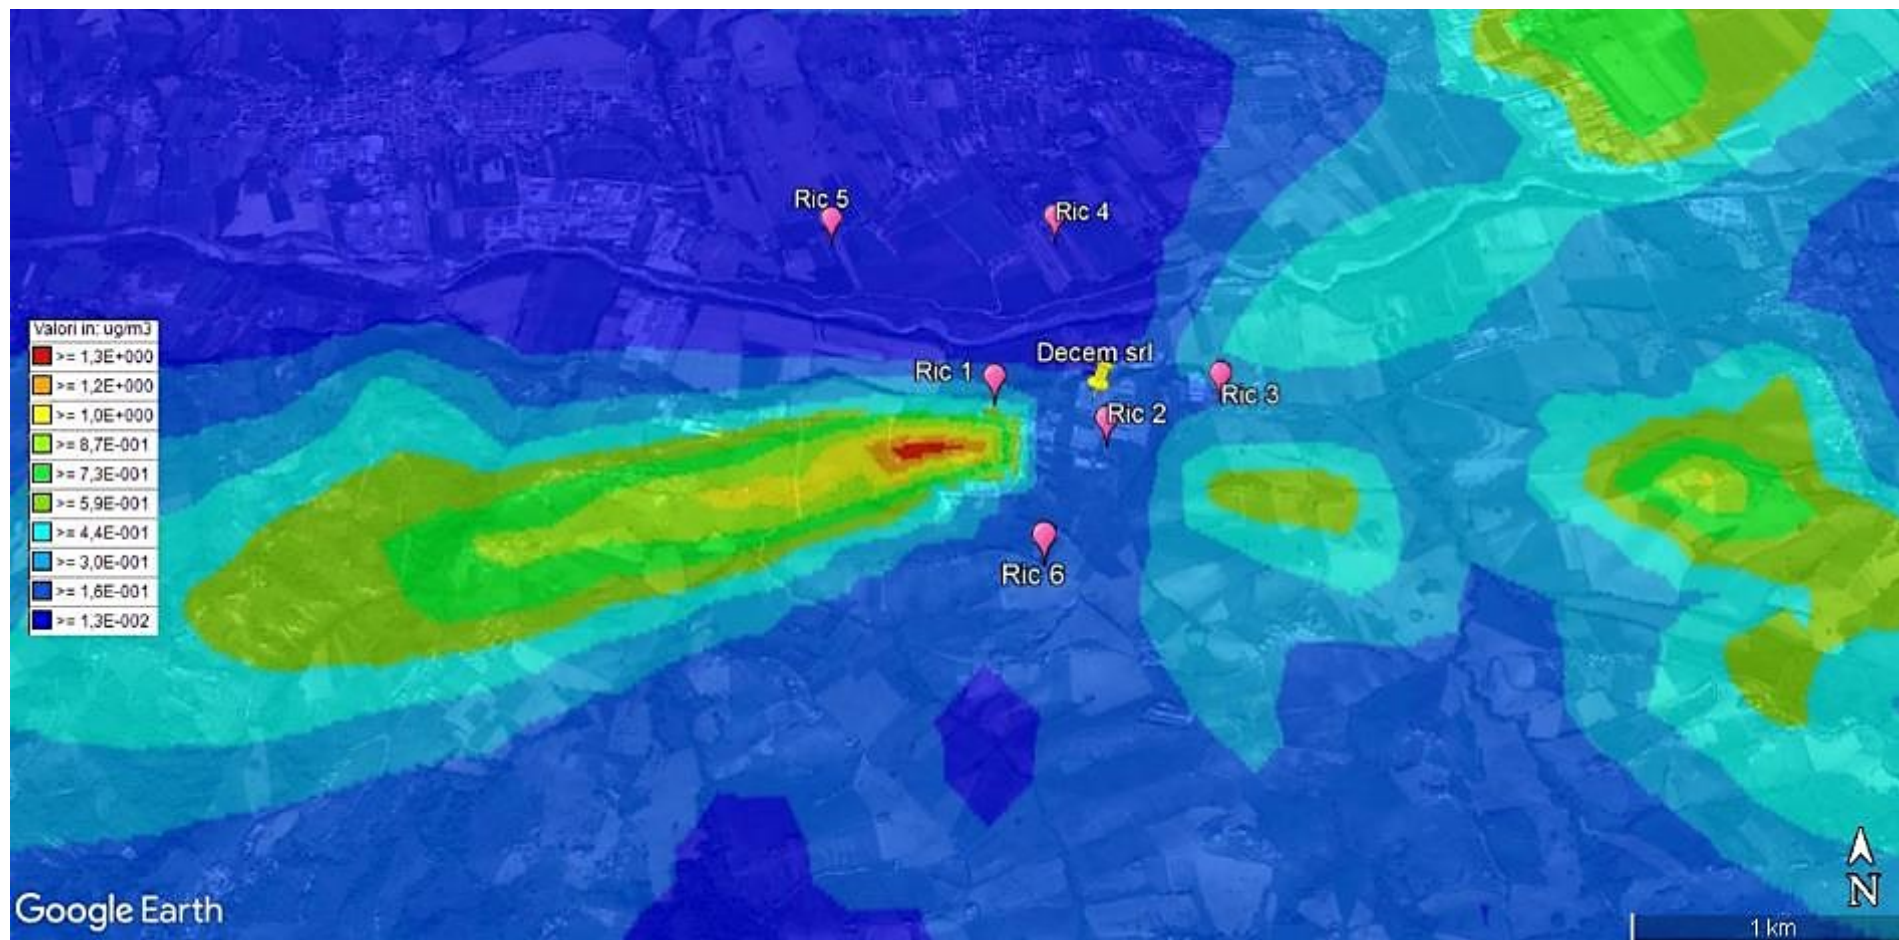 Ric 5
Ric 4
Valori in: ug/m3
>= 1,3E+000
>= 1,2E+000
>= 1,0E+000
>= 8,7E-001
>= 7,3E-001
>= 5,9E-001
>= 4,4E-001
>= 3,0E-001
>= 1,6E-001
>= 1,3E-002
Decem srl
Ric 1
Ric 3
Ric 2
Ric 6
Google Earth
N
1 km